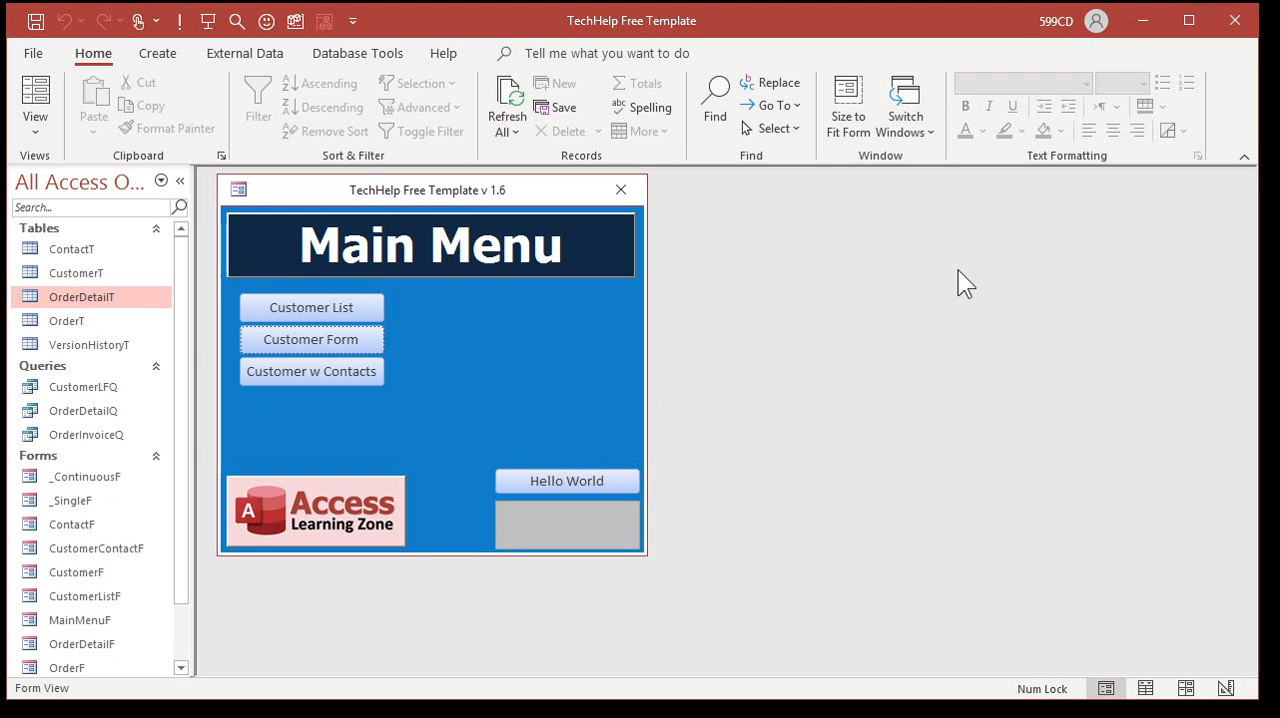 TechHelp Free Template
599CD
File
Home
Create
External Data
Database Tools
Help
Tell me what you want to do
View
Views
Paste
Cut
Copy
Format Painter
Clipboard
Filter
Ascending
Descending
Remove Sort
Selection
Advanced
Toggle Filter
Sort & Filter
Refresh
All
New
Save
Delete
Totals
Spelling
More
Records
Find
Replace
Go To
Select
Find
Size to
Fit Form
Switch
Windows
Window
B I U
A
Text Formatting
All Access O...
Search...
Tables
ContactT
CustomerT
OrderDetailT
OrderT
VersionHistoryT
Queries
CustomerLFQ
OrderDetailQ
OrderInvoiceQ
Forms
_ContinuousF
_SingleF
ContactF
CustomerContactF
CustomerF
CustomerListF
MainMenuF
OrderDetailF
OrderF
TechHelp Free Template v 1.6
Main Menu
Customer List
Customer Form
Customer w Contacts
Hello World
A
Access
Learning Zone
Form View
Num Lock